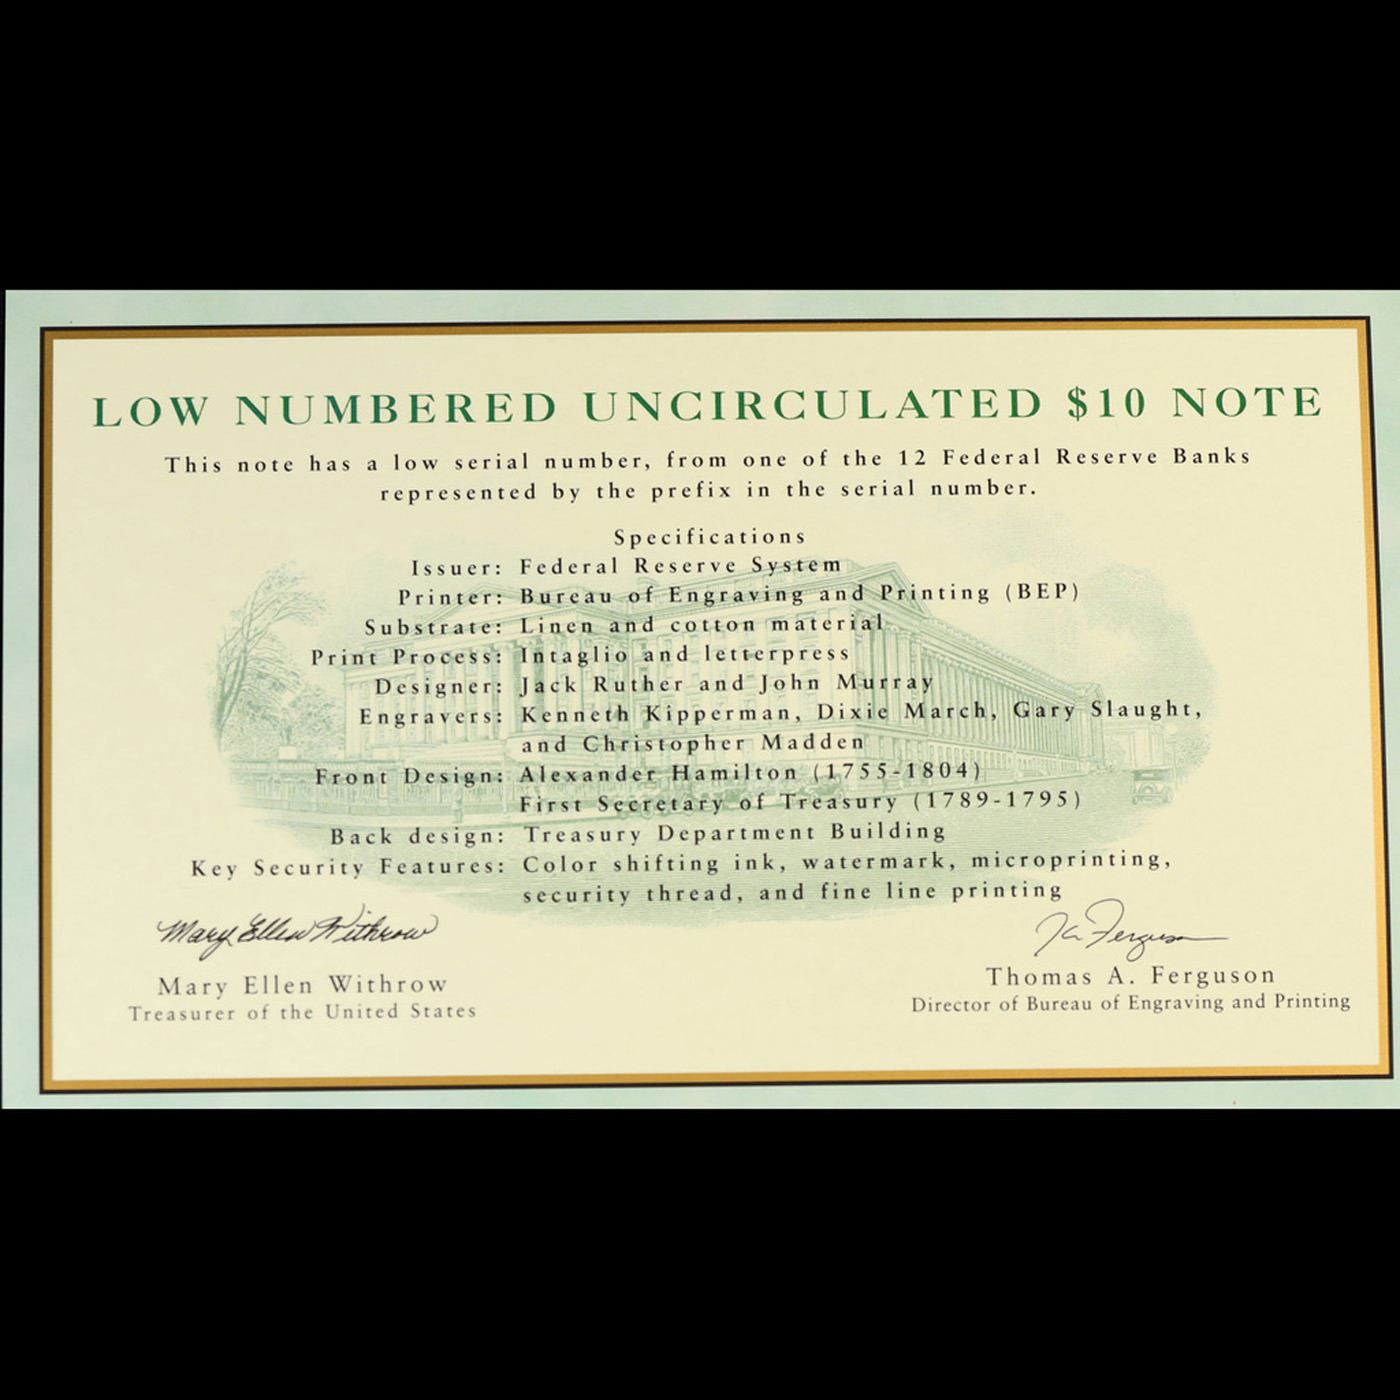 LOW NUMBERED UNCIRCULATED $10 NOTE
This note has a low serial number, from one of the 12 Federal Reserve Banks
represented by the prefix in the serial number.
Specifications
Issuer: Federal Reserve System
Printer: Bureau of Engraving and Printing (BEP)
Substrate: Linen and cotton material
Print Process: Intaglio and letterpress
Designer: Jack Ruther and John Murray
Engravers: Kenneth Kipperman, Dixie March, Gary Slaught,
and Christopher Madden
Front Design: Alexander Hamilton (1755-1804)
First Secretary of Treasury (1789-1795)
Back design: Treasury Department Building
Key Security Features: Color shifting ink, watermark, microprinting,
security thread, and fine line printing
Mary Ellen Withrow
Mary Ellen Withrow
Treasurer of the United States
Ferguson
Thomas A. Ferguson
Director of Bureau of Engraving and Printing